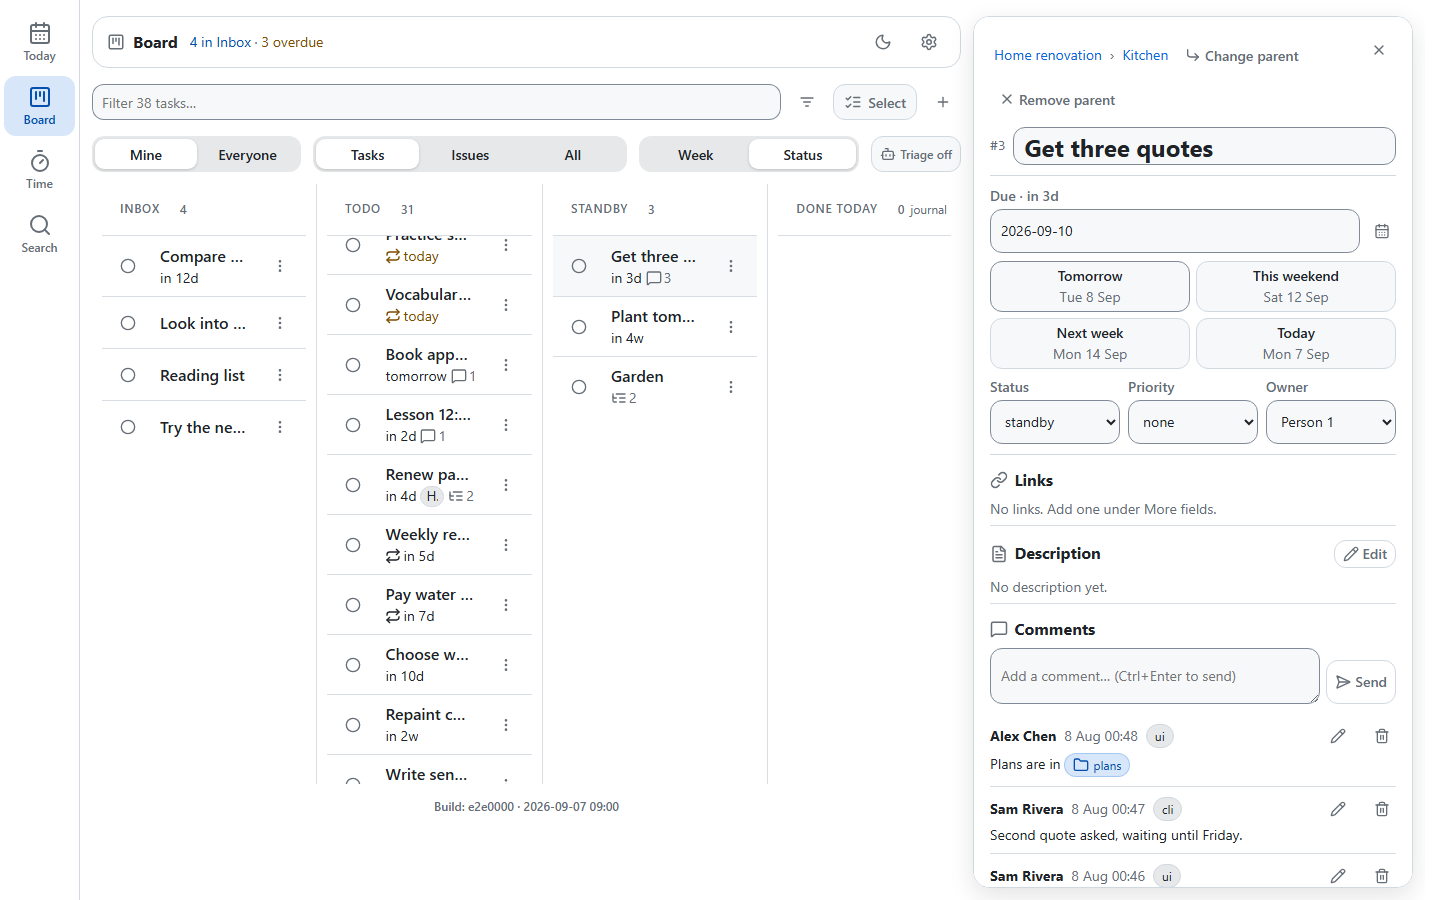 Today
Board
Time
Search
Board 4 in Inbox · 3 overdue
Filter 38 tasks...
Select
Mine Everyone
Tasks Issues All
Week Status
Triage off
INBOX 4
Compare ...
in 12d
Look into ...
Reading list
Try the ne...
TODO 31
today
Vocabular...
today
Book app...
tomorrow 1
Lesson 12:...
in 2d 1
Renew pa...
in 4d H. 2
Weekly re...
in 5d
Pay water ...
in 7d
Choose w...
in 10d
Repaint c...
in 2w
Write sen...
STANDBY 3
Get three ...
in 3d 3
Plant tom...
in 4w
Garden
2
DONE TODAY 0 journal
Build: e2e0000 · 2026-09-07 09:00
Home renovation › Kitchen Change parent
Remove parent
#3 Get three quotes
Due · in 3d
2026-09-10
Tomorrow
Tue 8 Sep
This weekend
Sat 12 Sep
Next week
Mon 14 Sep
Today
Mon 7 Sep
Status Priority Owner
standby none Person 1
Links
No links. Add one under More fields.
Description Edit
No description yet.
Comments
Add a comment... (Ctrl+Enter to send)
Send
Alex Chen 8 Aug 00:48 ui
Plans are in plans
Sam Rivera 8 Aug 00:47 cli
Second quote asked, waiting until Friday.
Sam Rivera 8 Aug 00:46 ui